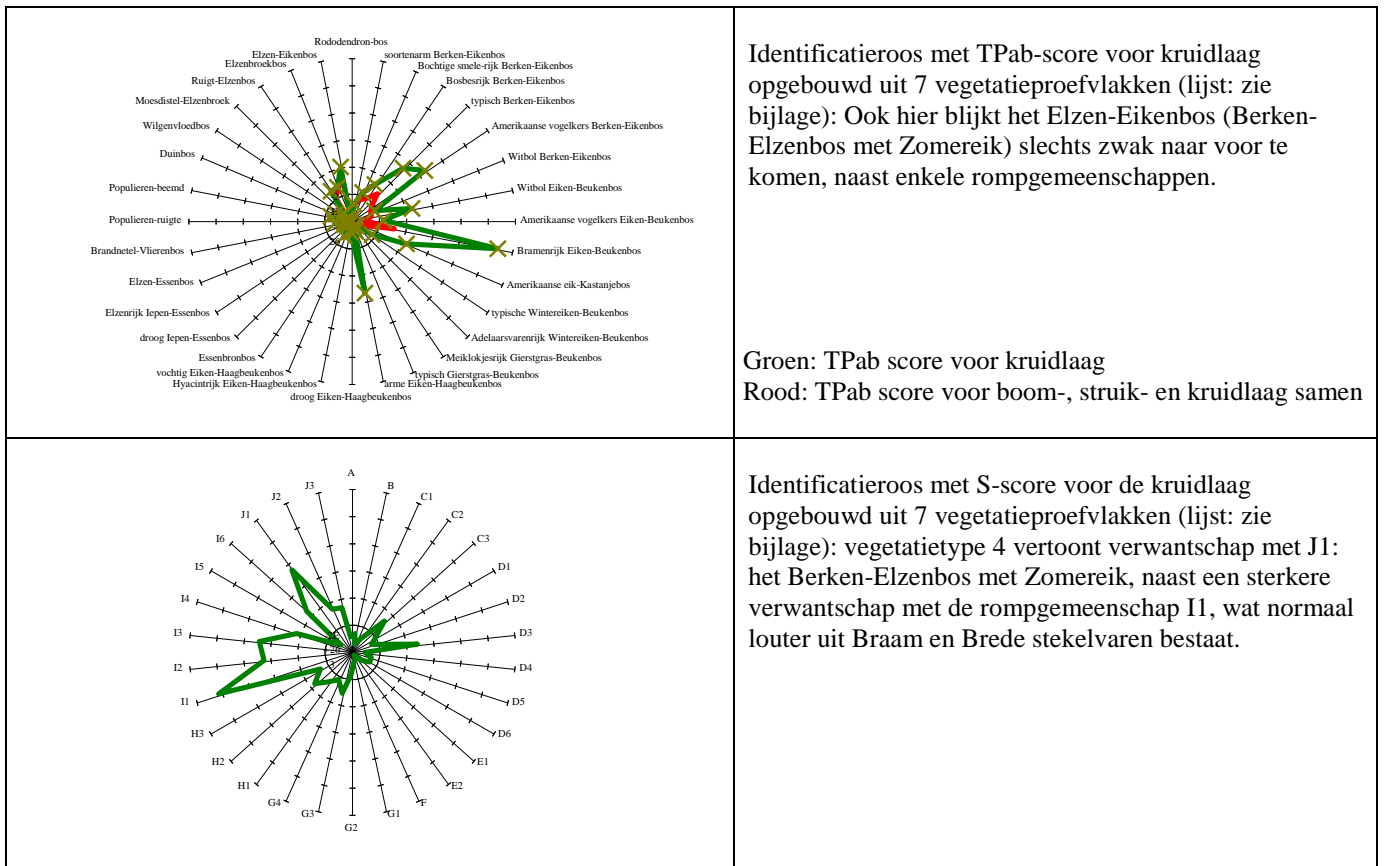 Rododendron-bos
soortenarm Berken-Eikenbos
Bochtige smele-rijk Berken-Eikenbos
Bosbesrijk Berken-Eikenbos
typisch Berken-Eikenbos
Amerikaanse vogelkers Berken-Eikenbos
Witbol Berken-Eikenbos
Witbol Eiken-Beukenbos
Amerikaanse vogelkers Eiken-Beukenbos
Bramenrijk Eiken-Beukenbos
Amerikaanse eik-Kastanjebos
typische Wintereiken-Beukenbos
Adelaarsvarenrijk Wintereiken-Beukenbos
Meiklokjesrijk Gierstgras-Beukenbos
typisch Gierstgras-Beukenbos
arme Eiken-Haagbeukenbos
droog Eiken-Haagbeukenbos
Hyacintrijk Eiken-Haagbeukenbos
vochtig Eiken-Haagbeukenbos
Essenbronbos
droog Iepen-Essenbos
Elzenrijk Iepen-Essenbos
Elzen-Essenbos
Brandnetel-Vlierenbos
Populieren-ruigte
Populieren-beemd
Duinbos
Wilgenvloedbos
Moesdistel-Elzenbroek
Ruigt-Elzenbos
Elzenbroekbos
Elzen-Eikenbos
Identificatieroos met TPab-score voor kruidlaag
opgebouwd uit 7 vegetatieproefvlakken (lijst: zie
bijlage): Ook hier blijkt het Elzen-Eikenbos (Berken-
Elzenbos met Zomereik) slechts zwak naar voor te
komen, naast enkele rompgemeenschappen.
Groen: TPab score voor kruidlaag
Rood: TPab score voor boom-, struik- en kruidlaag samen
A
B
C1
C2
C3
D1
D2
D3
D4
D5
D6
E1
E2
F
G1
G2
G3
G4
H1
H2
H3
I1
I2
I3
I4
I5
I6
J1
J2
J3
Identificatieroos met S-score voor de kruidlaag
opgebouwd uit 7 vegetatieproefvlakken (lijst: zie
bijlage): vegetatietype 4 vertoont verwantschap met J1:
het Berken-Elzenbos met Zomereik, naast een sterkere
verwantschap met de rompgemeenschap I1, wat normaal
louter uit Braam en Brede stekelvaren bestaat.